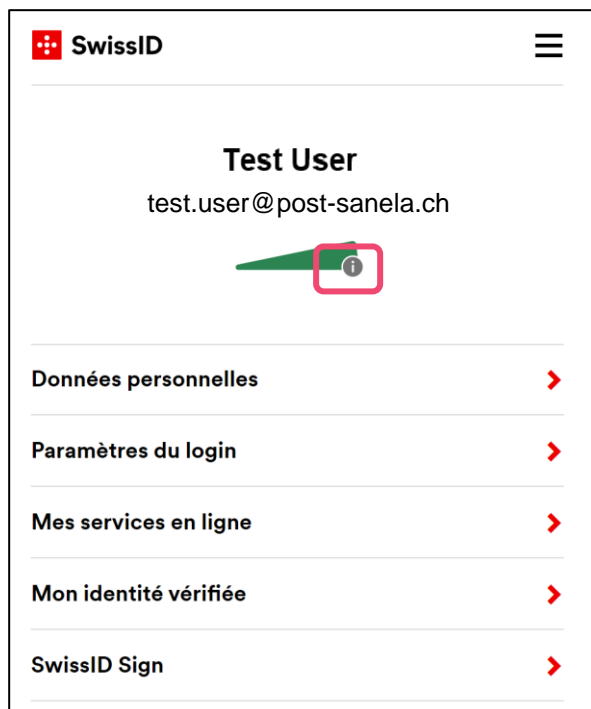 SwissID
Test User
test.user@post-sanela.ch
i
Données personnelles
Paramètres du login
Mes services en ligne
Mon identité vérifiée
SwissID Sign